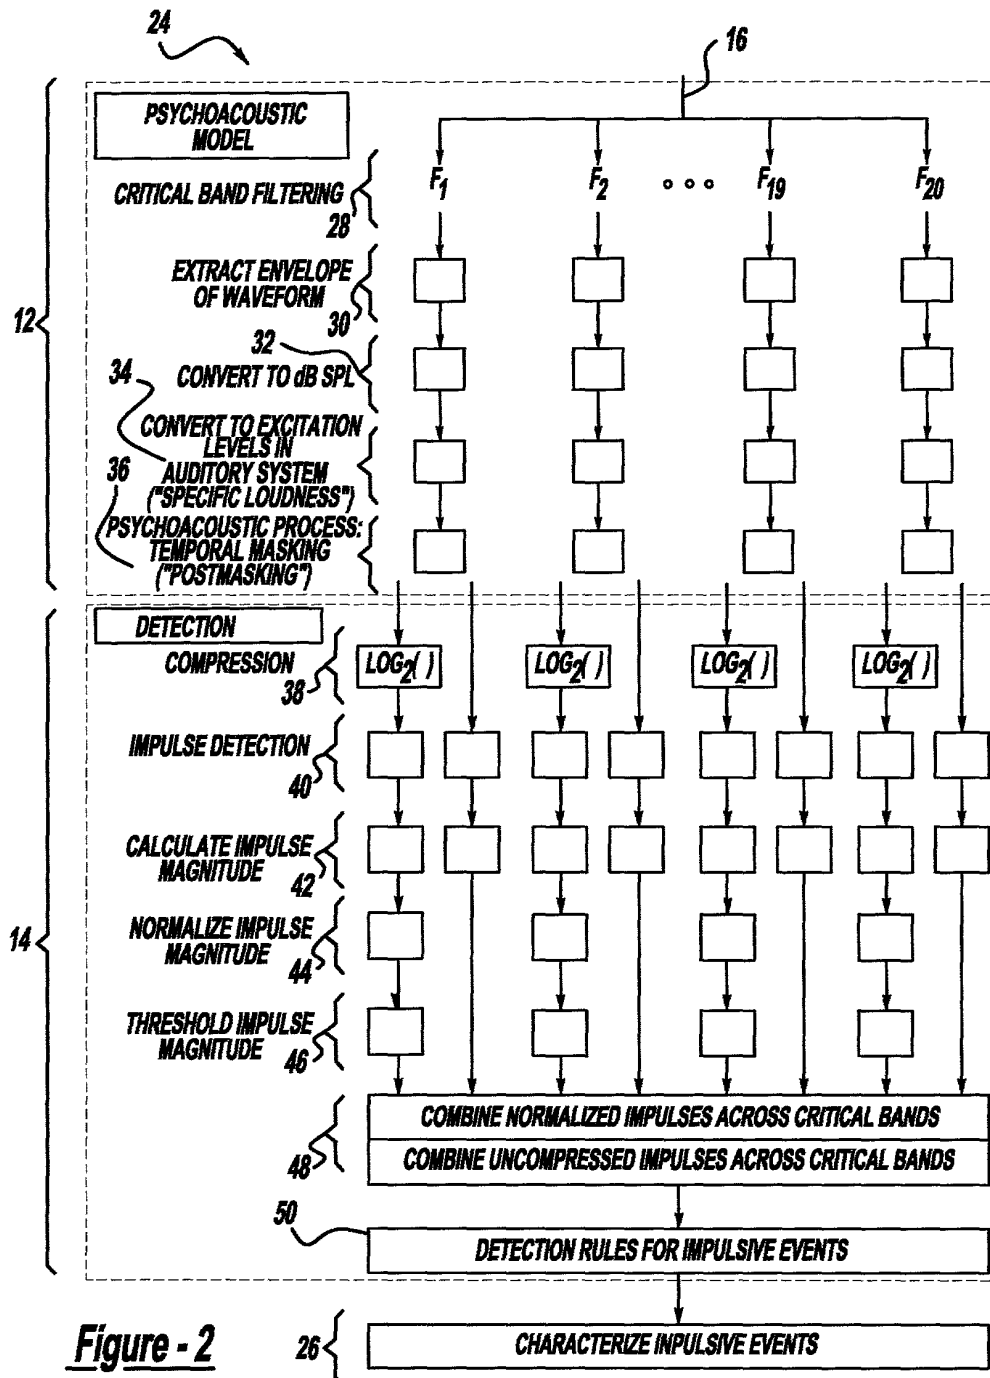 24
16
PSYCHOACOUSTIC
MODEL
F1
F2
F19
F20
CRITICAL BAND FILTERING
28
EXTRACT ENVELOPE
OF WAVEFORM
30
12
32
CONVERT TO dB SPL
34
CONVERT TO EXCITATION
LEVELS IN
AUDITORY SYSTEM
("SPECIFIC LOUDNESS")
36
PSYCHOACOUSTIC PROCESS:
TEMPORAL MASKING
("POSTMASKING")
DETECTION
COMPRESSION
38
LOG2( )
LOG2( )
LOG2( )
LOG2( )
IMPULSE DETECTION
40
CALCULATE IMPULSE
MAGNITUDE
42
14
NORMALIZE IMPULSE
MAGNITUDE
44
THRESHOLD IMPULSE
MAGNITUDE
46
COMBINE NORMALIZED IMPULSES ACROSS CRITICAL BANDS
48
COMBINE UNCOMPRESSED IMPULSES ACROSS CRITICAL BANDS
50
DETECTION RULES FOR IMPULSIVE EVENTS
Figure - 2
26
CHARACTERIZE INPULSIVE EVENTS